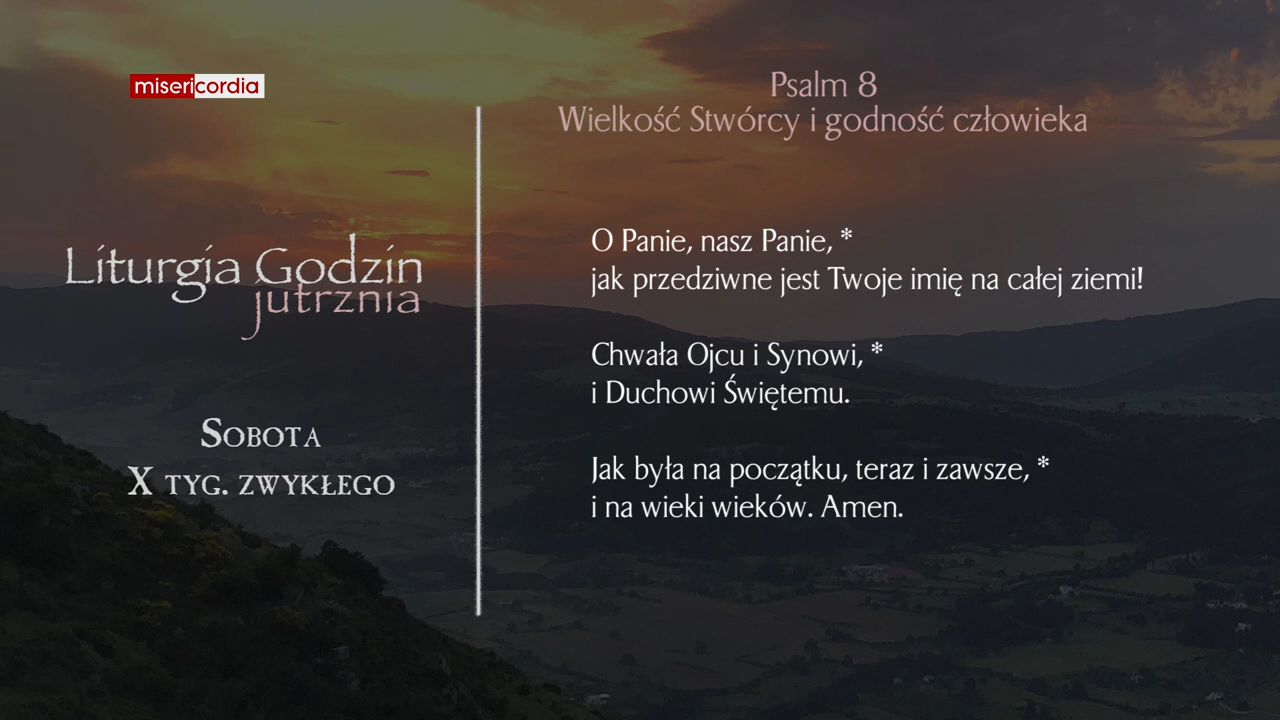 misericordia
Liturgia Godzin
jutrznia
Sobota
X tyg. zwykłego
Psalm 8
Wielkość Stwórcy i godność człowieka
O Panie, nasz Panie, *
jak przedziwne jest Twoje imię na całej ziemi!
Chwała Ojcu i Synowi, *
i Duchowi Świętemu.
Jak była na początku, teraz i zawsze, *
i na wieki wieków. Amen.